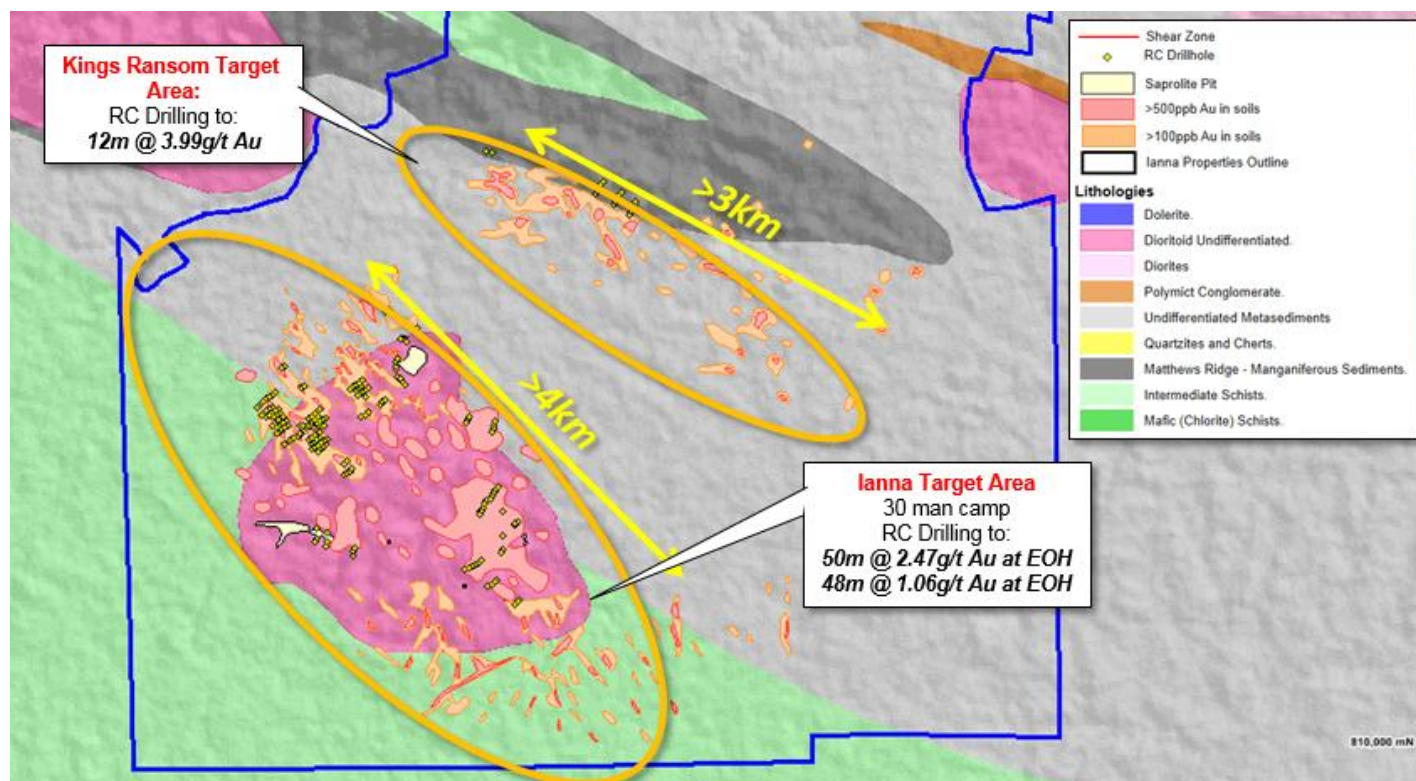 Kings Ransom Target
Area:
RC Drilling to:
12m @ 3.99g/t Au
>3km
>4km
Ianna Target Area
30 man camp
RC Drilling to:
50m @ 2.47g/t Au at EOH
48m @ 1.06g/t Au at EOH
Shear Zone
RC Drillhole
Saprolite Pit
>500ppb Au in soils
>100ppb Au in soils
Ianna Properties Outline
Lithologies
Dolerite.
Dioritoid Undifferentiated.
Diorites
Polymict Conglomerate.
Undifferentiated Metasediments
Quartzites and Cherts.
Matthews Ridge - Manganiferous Sediments.
Intermediate Schists.
Mafic (Chlorite) Schists.
810,000 mN